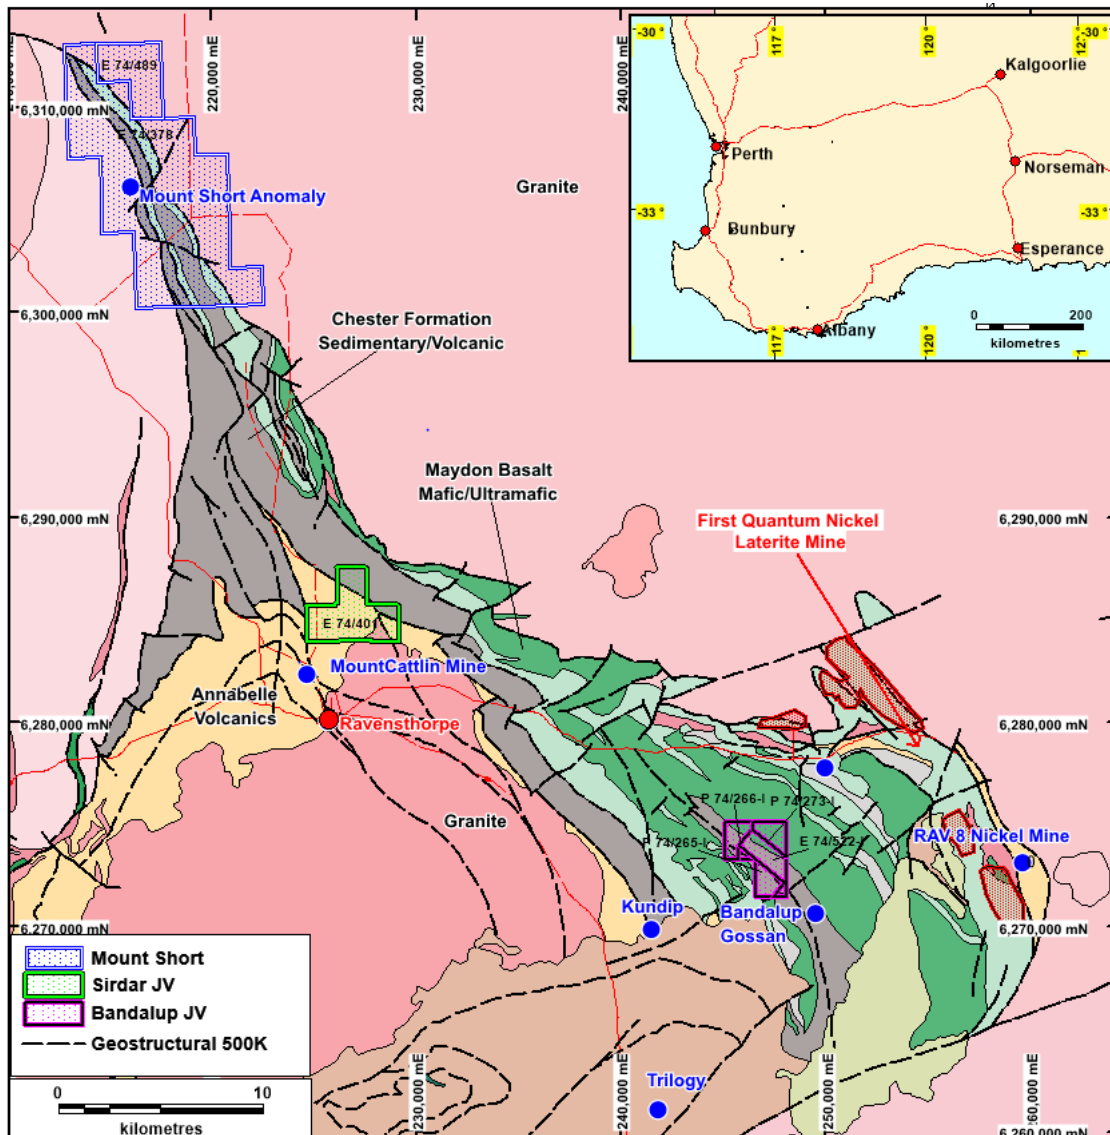 E 74/489
220,000 mE
230,000 mE
240,000 mE
6,310,000 mN
E 74/378
Mount Short Anomaly
Granite
6,300,000 mN
Chester Formation
Sedimentary/Volcanic
-30 °
117 °
120 °
-30 °
Kalgoorlie
Perth
Norseman
-33 °
-33 °
Bunbury
Esperance
Albany
117 °
120 °
0
200
kilometres
Maydon Basalt
Mafic/Ultramafic
6,290,000 mN
First Quantum Nickel
Laterite Mine
6,290,000 mN
E 74/401
MountCattlin Mine
Annabelle
Volcanics
Ravensthorpe
6,280,000 mN
6,280,000 mN
Granite
P 74/266-I
P 74/273-I
P 74/265-I
E 74/522-I
RAV 8 Nickel Mine
Kundip
Bandalup
Gossan
6,270,000 mN
6,270,000 mN
Mount Short
Sirdar JV
Bandalup JV
Geostructural 500K
0
10
kilometres
230,000 mE
240,000 mE
250,000 mE
260,000 mE
Trilogy
6,260,000 mN